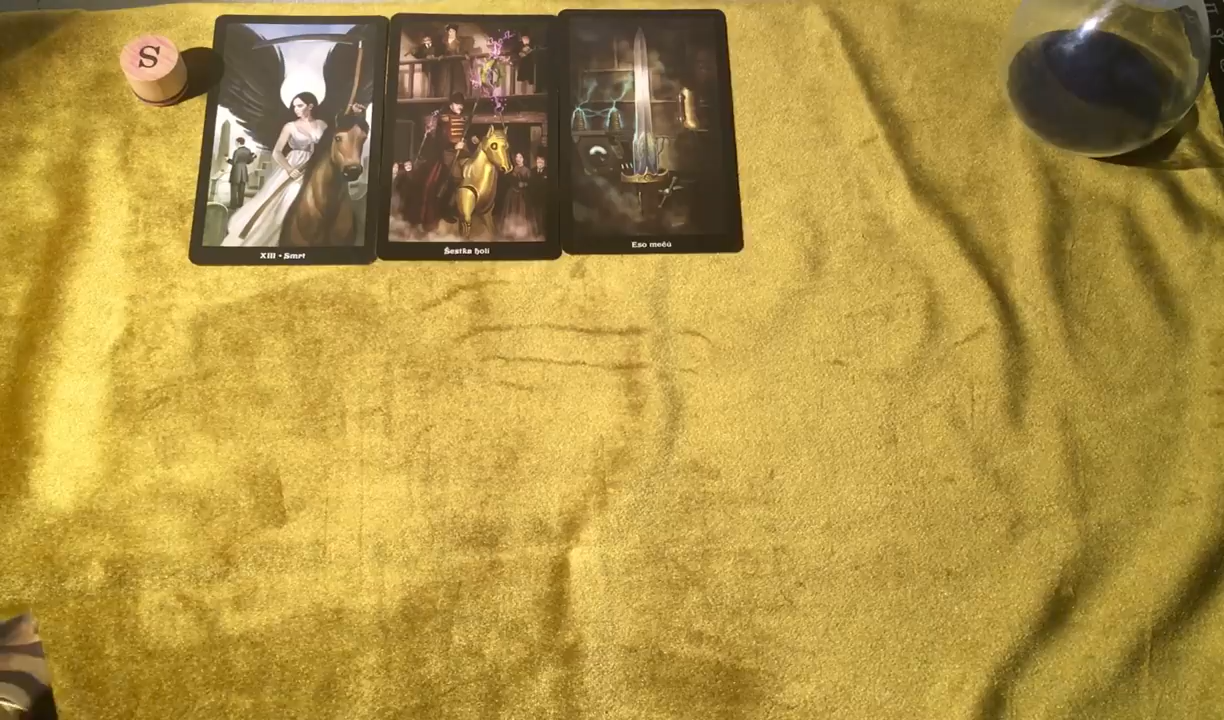 S
XIII • Smrt
Šestka holí
Eso mečů